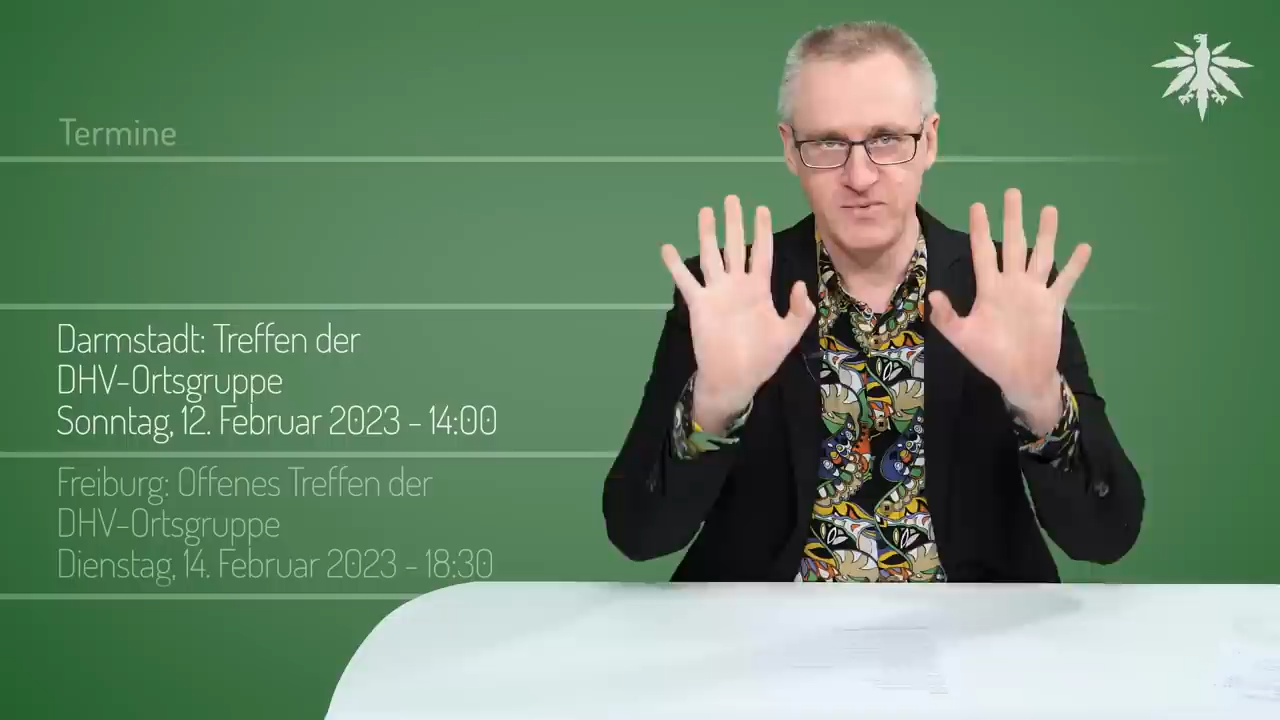 Termine
Darmstadt: Treffen der
DHV-Ortsgruppe
Sonntag, 12. Februar 2023 - 14:00
Freiburg: Offenes Treffen der
DHV-Ortsgruppe
Dienstag, 14. Februar 2023 - 18:30